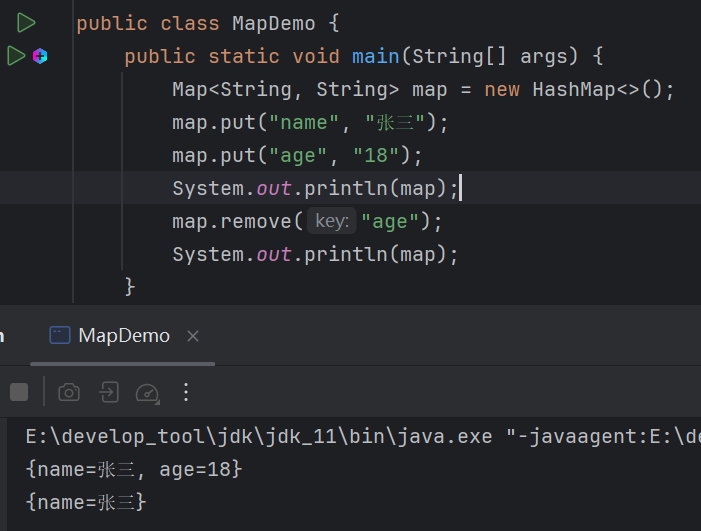 public class MapDemo {
public static void main(String[] args) {
Map<String, String> map = new HashMap<>();
map.put("name", "张三");
map.put("age", "18");
System.out.println(map);
map.remove( key: "age");
System.out.println(map);
}
MapDemo ×
E:\develop_tool\jdk\jdk_11\bin\java.exe "-javaagent:E:\de
{name=张三, age=18}
{name=张三}